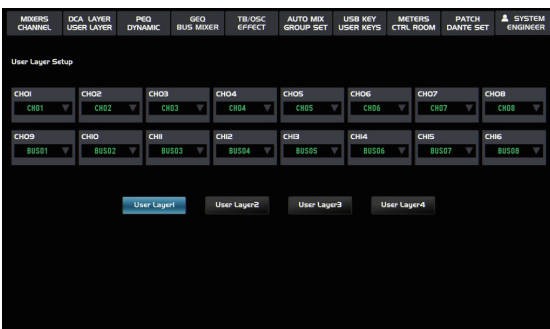 MIXERS DCA LAYER PEQ GEQ TB/OSC AUTO MIX USB KEY METERS PATCH SYSTEM
CHANNEL USER LAYER DYNAMIC BUS MIXER EFFECT GROUP SET USER KEYS CTRL ROOM DANTE SET ENGINEER
User Layer Setup
CH01 CH02 CH03 CH04 CH05 CH06 CH07 CH08
CH01 CH02 CH03 CH04 CH05 CH06 CH07 CH08
CH09 CH10 CH11 CH12 CH13 CH14 CH15 CH16
BUS01 BUS02 BUS03 BUS04 BUS05 BUS06 BUS07 BUS08
User Layer1 User Layer2 User Layer3 User Layer4